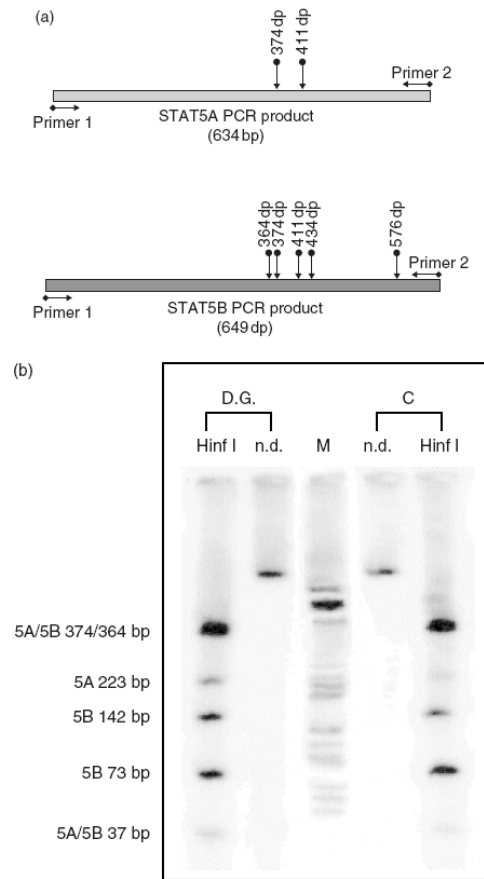 (a)
374 dp
411 dp
Primer 2
Primer 1
STAT5A PCR product
(634 bp)
364 dp
374 dp
411 dp
434 dp
576 dp
Primer 2
Primer 1
STAT5B PCR product
(649 dp)
(b)
D.G. C
Hinf I n.d. M n.d. Hinf I
5A/5B 374/364 bp
5A 223 bp
5B 142 bp
5B 73 bp
5A/5B 37 bp